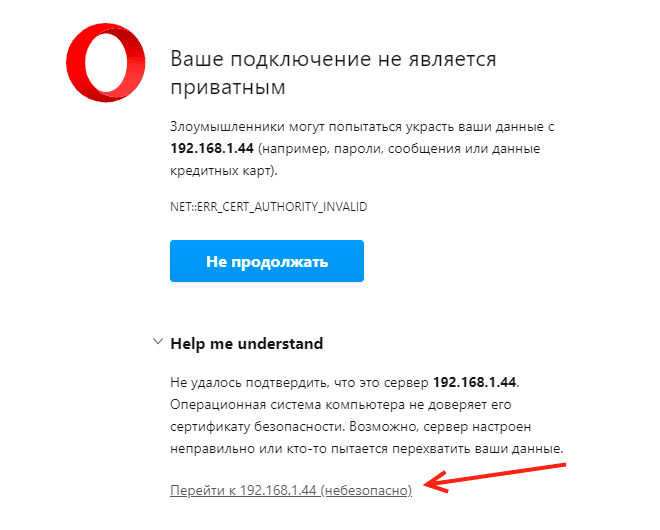 Ваше подключение не является
приватным
Злоумышленники могут попытаться украсть ваши данные с
192.168.1.44 (например, пароли, сообщения или данные
кредитных карт).
NET::ERR_CERT_AUTHORITY_INVALID
Не продолжать
Help me understand
Не удалось подтвердить, что это сервер 192.168.1.44.
Операционная система компьютера не доверяет его
сертификату безопасности. Возможно, сервер настроен
неправильно или кто-то пытается перехватить ваши данные.
Перейти к 192.168.1.44 (небезопасно)